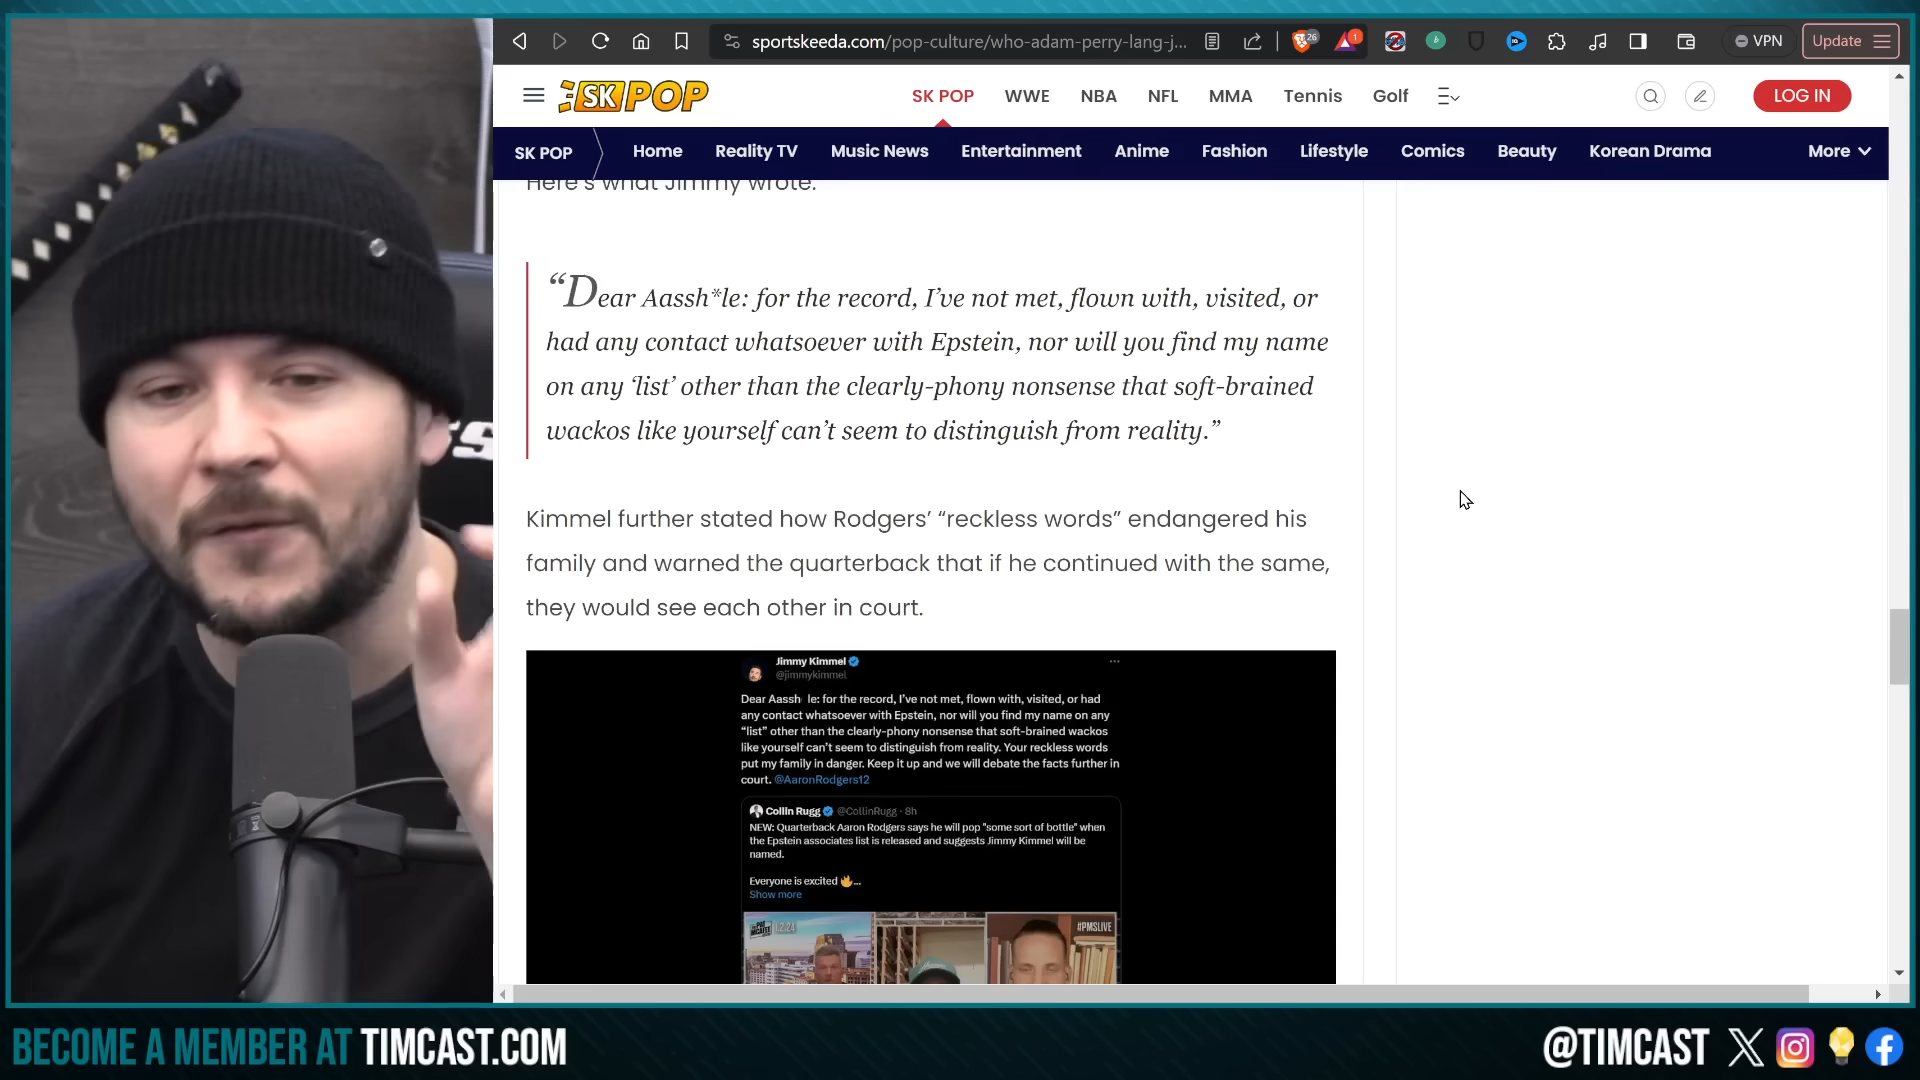 sportskeeda.com/pop-culture/who-adam-perry-lang-j...
26
1
VPN
Update
SK POP
SK POP
WWE
NBA
NFL
MMA
Tennis
Golf
LOG IN
SK POP
Home
Reality TV
Music News
Entertainment
Anime
Fashion
Lifestyle
Comics
Beauty
Korean Drama
More
Here's what Jimmy wrote.
“Dear Aassh*le: for the record, I’ve not met, flown with, visited, or
had any contact whatsoever with Epstein, nor will you find my name
on any ‘list’ other than the clearly-phony nonsense that soft-brained
wackos like yourself can’t seem to distinguish from reality.”
Kimmel further stated how Rodgers’ “reckless words” endangered his
family and warned the quarterback that if he continued with the same,
they would see each other in court.
Jimmy Kimmel
@jimmykimmel
Dear Aassh le: for the record, I’ve not met, flown with, visited, or had
any contact whatsoever with Epstein, nor will you find my name on any
“list” other than the clearly-phony nonsense that soft-brained wackos
like yourself can’t seem to distinguish from reality. Your reckless words
put my family in danger. Keep it up and we will debate the facts further in
court. @AaronRodgers12
Collin Rugg @CollinRugg · 8h
NEW: Quarterback Aaron Rodgers says he will pop "some sort of bottle" when
the Epstein associates list is released and suggests Jimmy Kimmel will be
named.
Everyone is excited 🔥...
Show more
1.2.24
#PMSLIVE
BECOME A MEMBER AT TIMCAST.COM
@TIMCAST